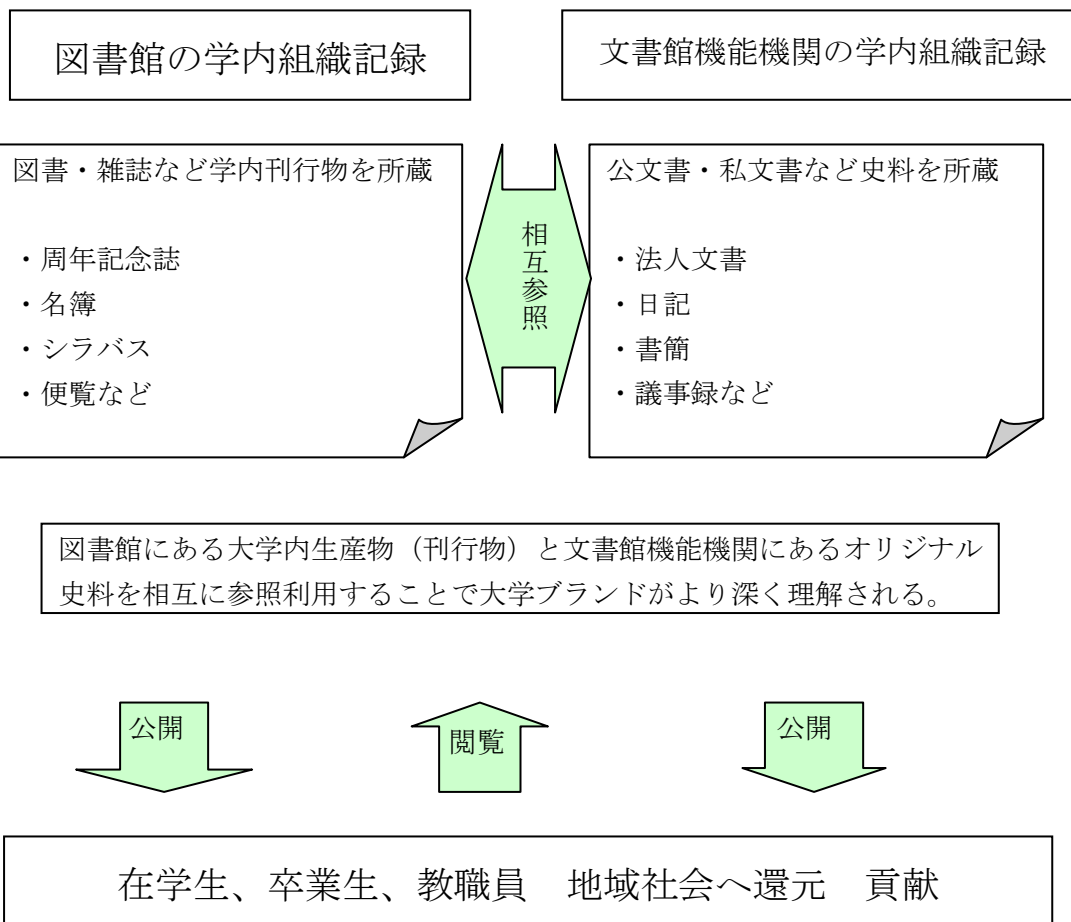 図書館の学内組織記録
文書館機能機関の学内組織記録
図書・雑誌など学内刊行物を所蔵
・周年記念誌
・名簿
・シラバス
・便覧など
相互参照
公文書・私文書など史料を所蔵
・法人文書
・日記
・書簡
・議事録など
図書館にある大学内生産物（刊行物）と文書館機能機関にあるオリジナル
史料を相互に参照利用することで大学ブランドがより深く理解される。
公開
閲覧
公開
在学生、卒業生、教職員　地域社会へ還元　貢献